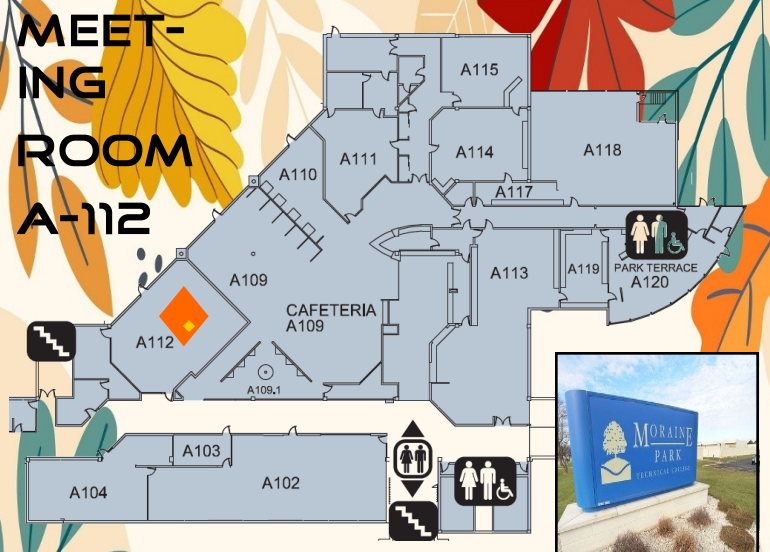 MEET-
ING
ROOM
A-112
A115
A111
A114
A118
A110
A117
A109
A113
A119
PARK TERRACE
A120
CAFETERIA
A109
A112
A109.1
A103
A104
A102
MORAINE
PARK
TECHNICAL COLLEGE